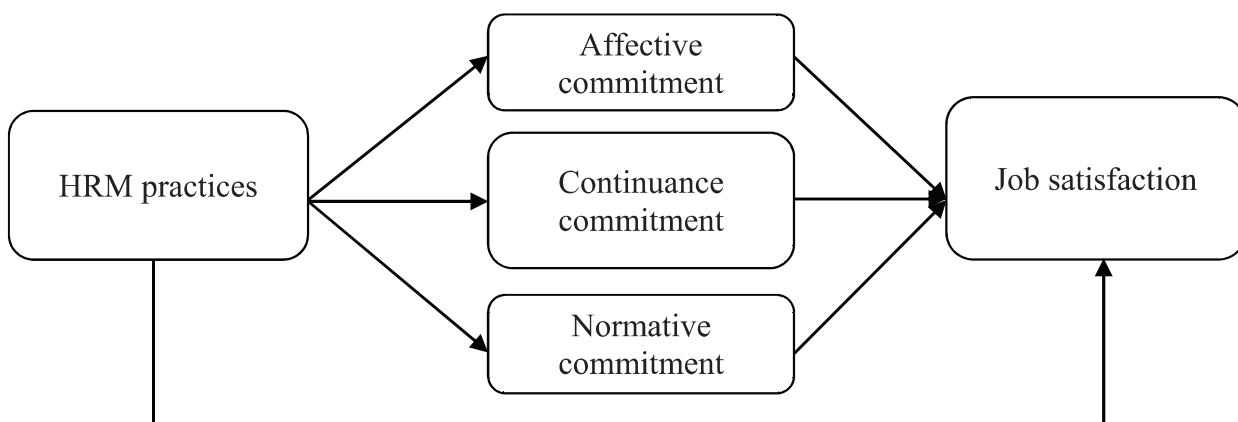 HRM practices
Affective
commitment
Continuance
commitment
Normative
commitment
Job satisfaction